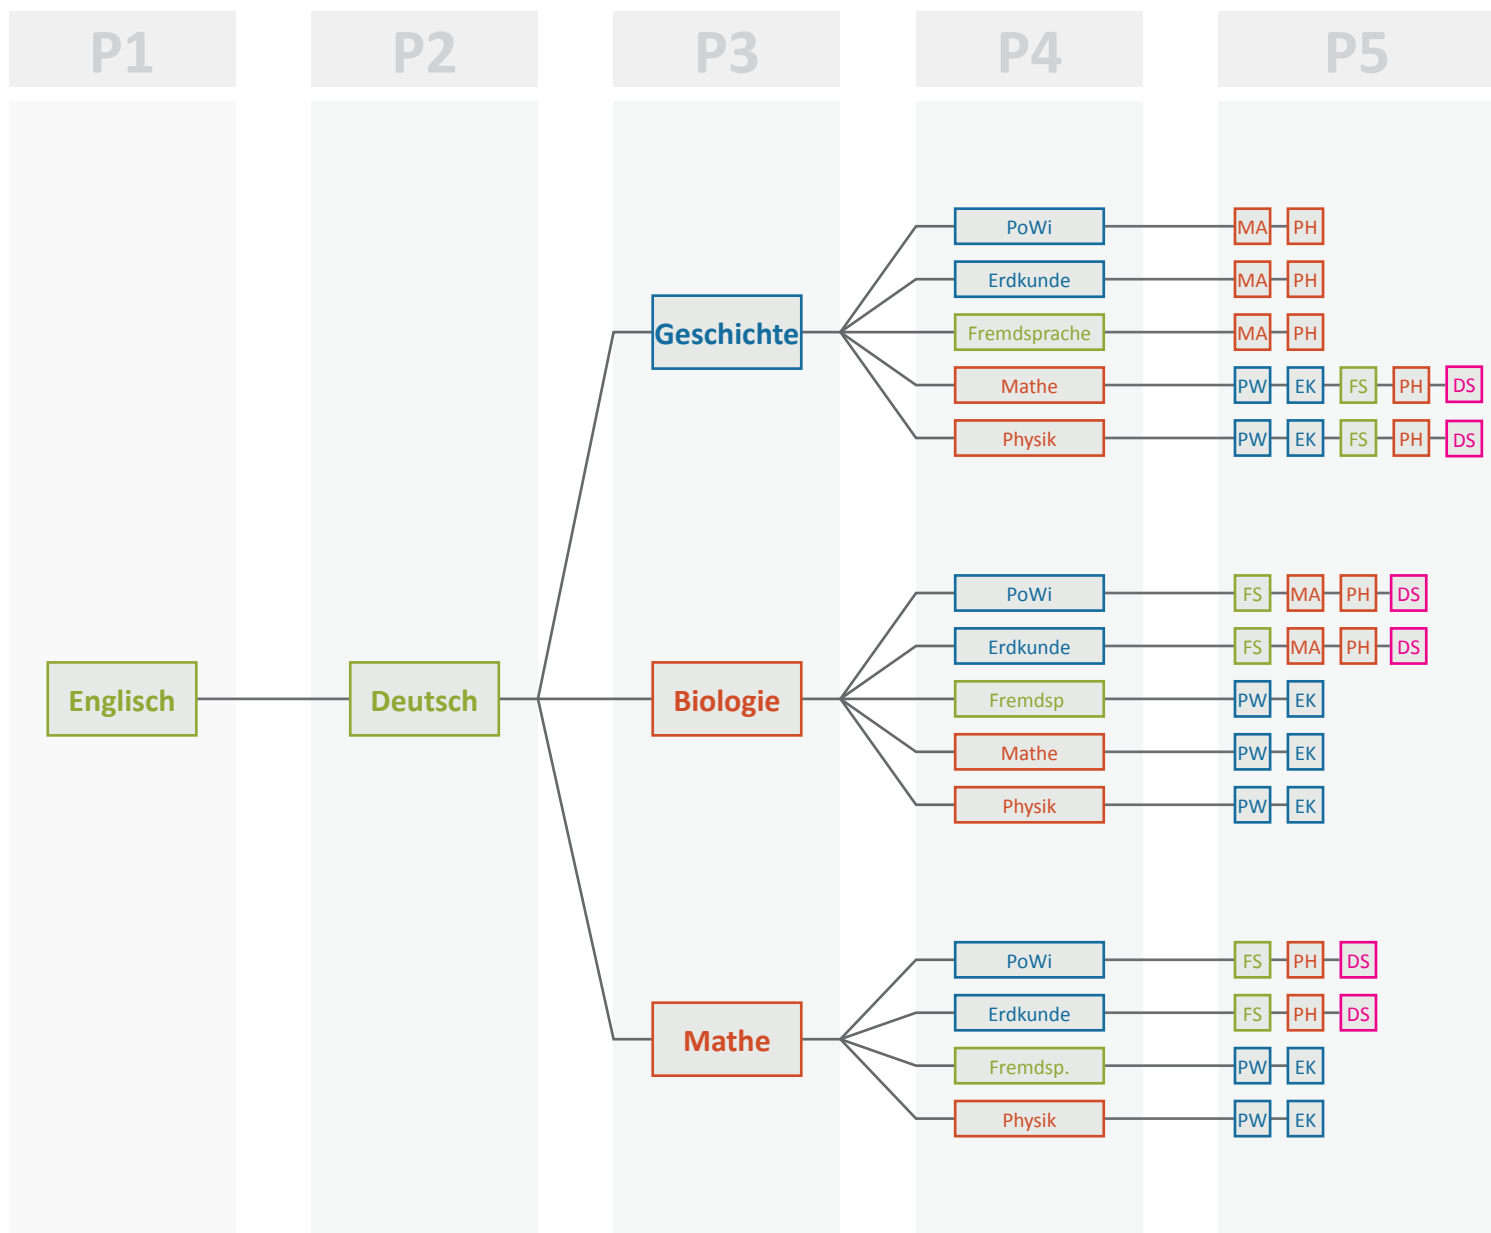 P1 P2 P3 P4 P5
PoWi MA PH
Erdkunde MA PH
Geschichte Fremdsprache MA PH
Mathe PW EK FS PH DS
Physik PW EK FS PH DS
PoWi FS MA PH DS
Erdkunde FS MA PH DS
Englisch Deutsch Biologie Fremdsp PW EK
Mathe PW EK
Physik PW EK
PoWi FS PH DS
Erdkunde FS PH DS
Mathe Fremdsp. PW EK
Physik PW EK